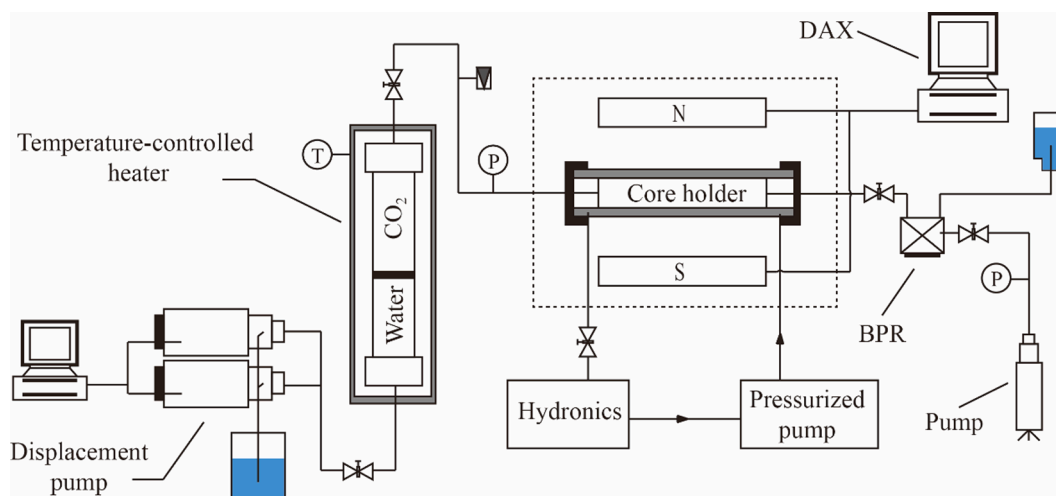 DAX
N
Temperature-controlled
heater
T
P
CO₂
Core holder
Water
S
P
BPR
Hydronics
Pressurized
pump
Pump
Displacement
pump